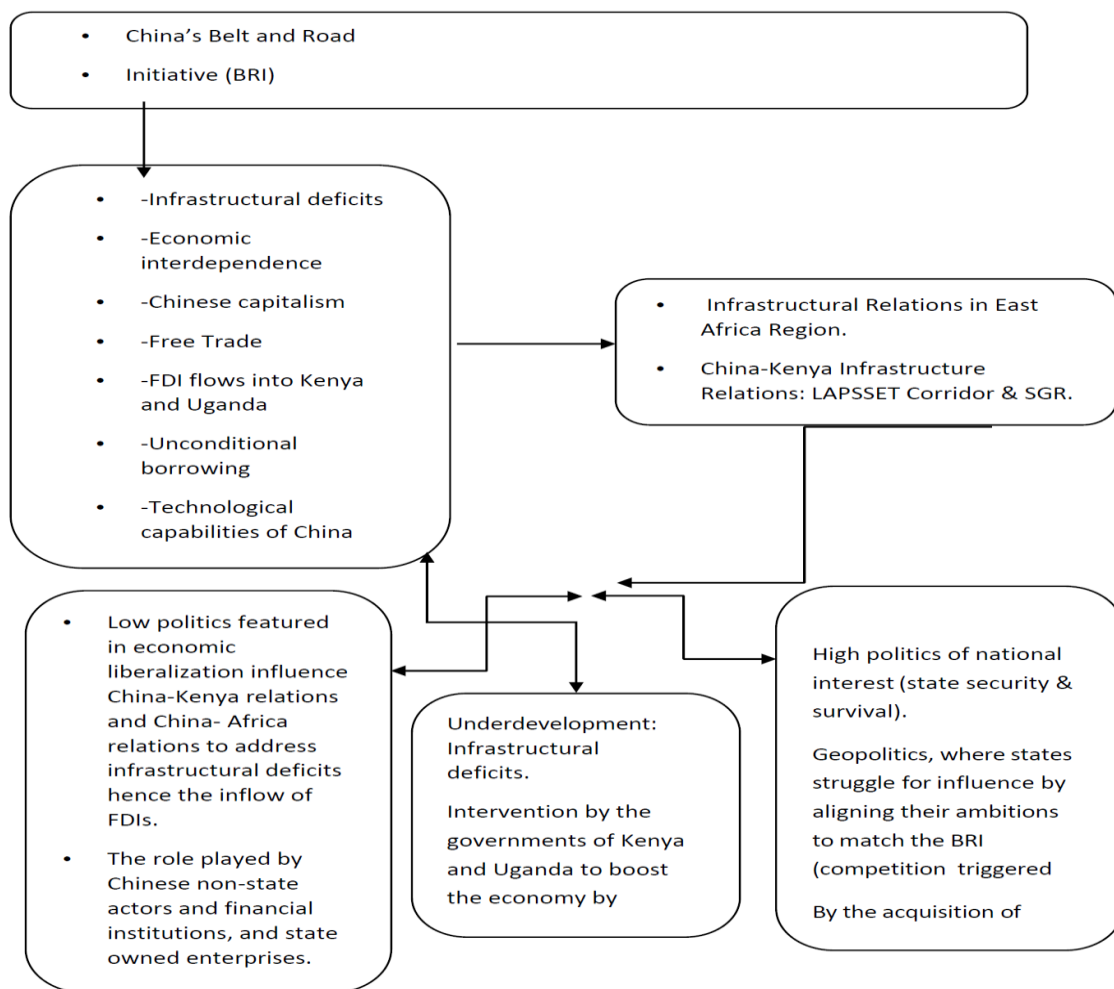 • China’s Belt and Road
• Initiative (BRI)
• -Infrastructural deficits
• -Economic
interdependence
• -Chinese capitalism
• -Free Trade
• -FDI flows into Kenya
and Uganda
• -Unconditional
borrowing
• -Technological
capabilities of China
• Infrastructural Relations in East
Africa Region.
• China-Kenya Infrastructure
Relations: LAPSSET Corridor & SGR.
• Low politics featured
in economic
liberalization influence
China-Kenya relations
and China- Africa
relations to address
infrastructural deficits
hence the inflow of
FDIs.
• The role played by
Chinese non-state
actors and financial
institutions, and state
owned enterprises.
Underdevelopment:
Infrastructural
deficits.
Intervention by the
governments of Kenya
and Uganda to boost
the economy by
High politics of national
interest (state security &
survival).
Geopolitics, where states
struggle for influence by
aligning their ambitions
to match the BRI
(competition triggered
By the acquisition of